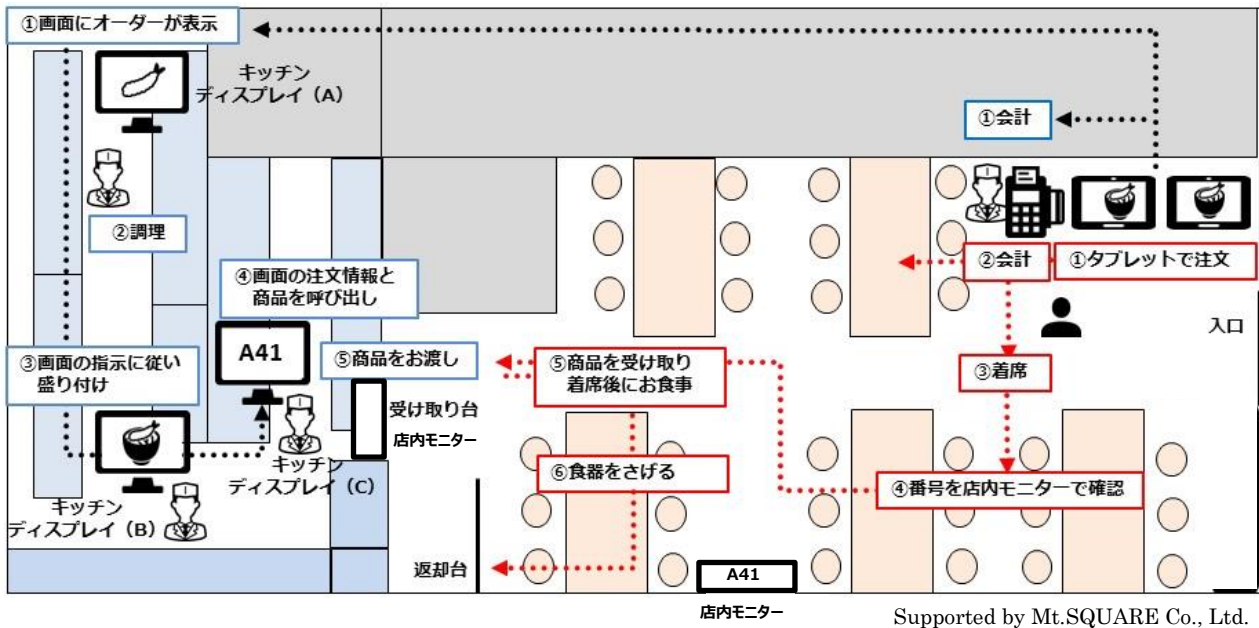 ①画面にオーダーが表示
キッチン
ディスプレイ（A）
①会計
②調理
④画面の注文情報と
商品を呼び出し
②会計
①タブレットで注文
入口
A41
③画面の指示に従い
盛り付け
⑤商品をお渡し
⑤商品を受け取り
着席後にお食事
③着席
受け取り台
店内モニター
キッチン
ディスプレイ（C）
⑥食器をさげる
④番号を店内モニターで確認
キッチン
ディスプレイ（B）
返却台
A41
店内モニター
Supported by Mt.SQUARE Co., Ltd.